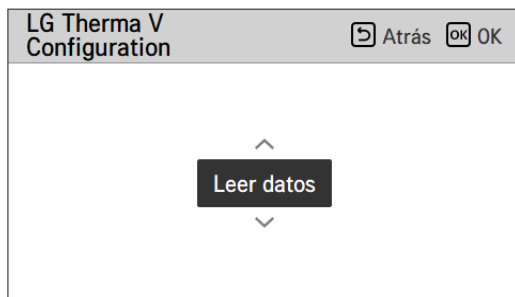 LG Therma V
Configuration
Atrás OK OK
Leer datos